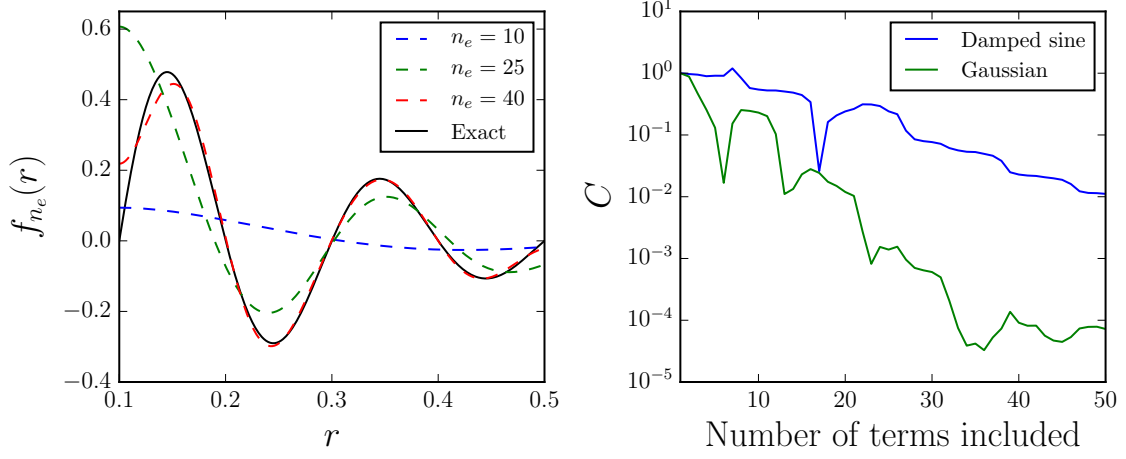 0.6
0.4
0.2
0.0
−0.2
−0.4
f_{n_e}(r)
n_e = 10
n_e = 25
n_e = 40
Exact
0.1 0.2 0.3 0.4 0.5
r
10^1
10^0
10^{-1}
10^{-2}
10^{-3}
10^{-4}
10^{-5}
C
Damped sine
Gaussian
10 20 30 40 50
Number of terms included